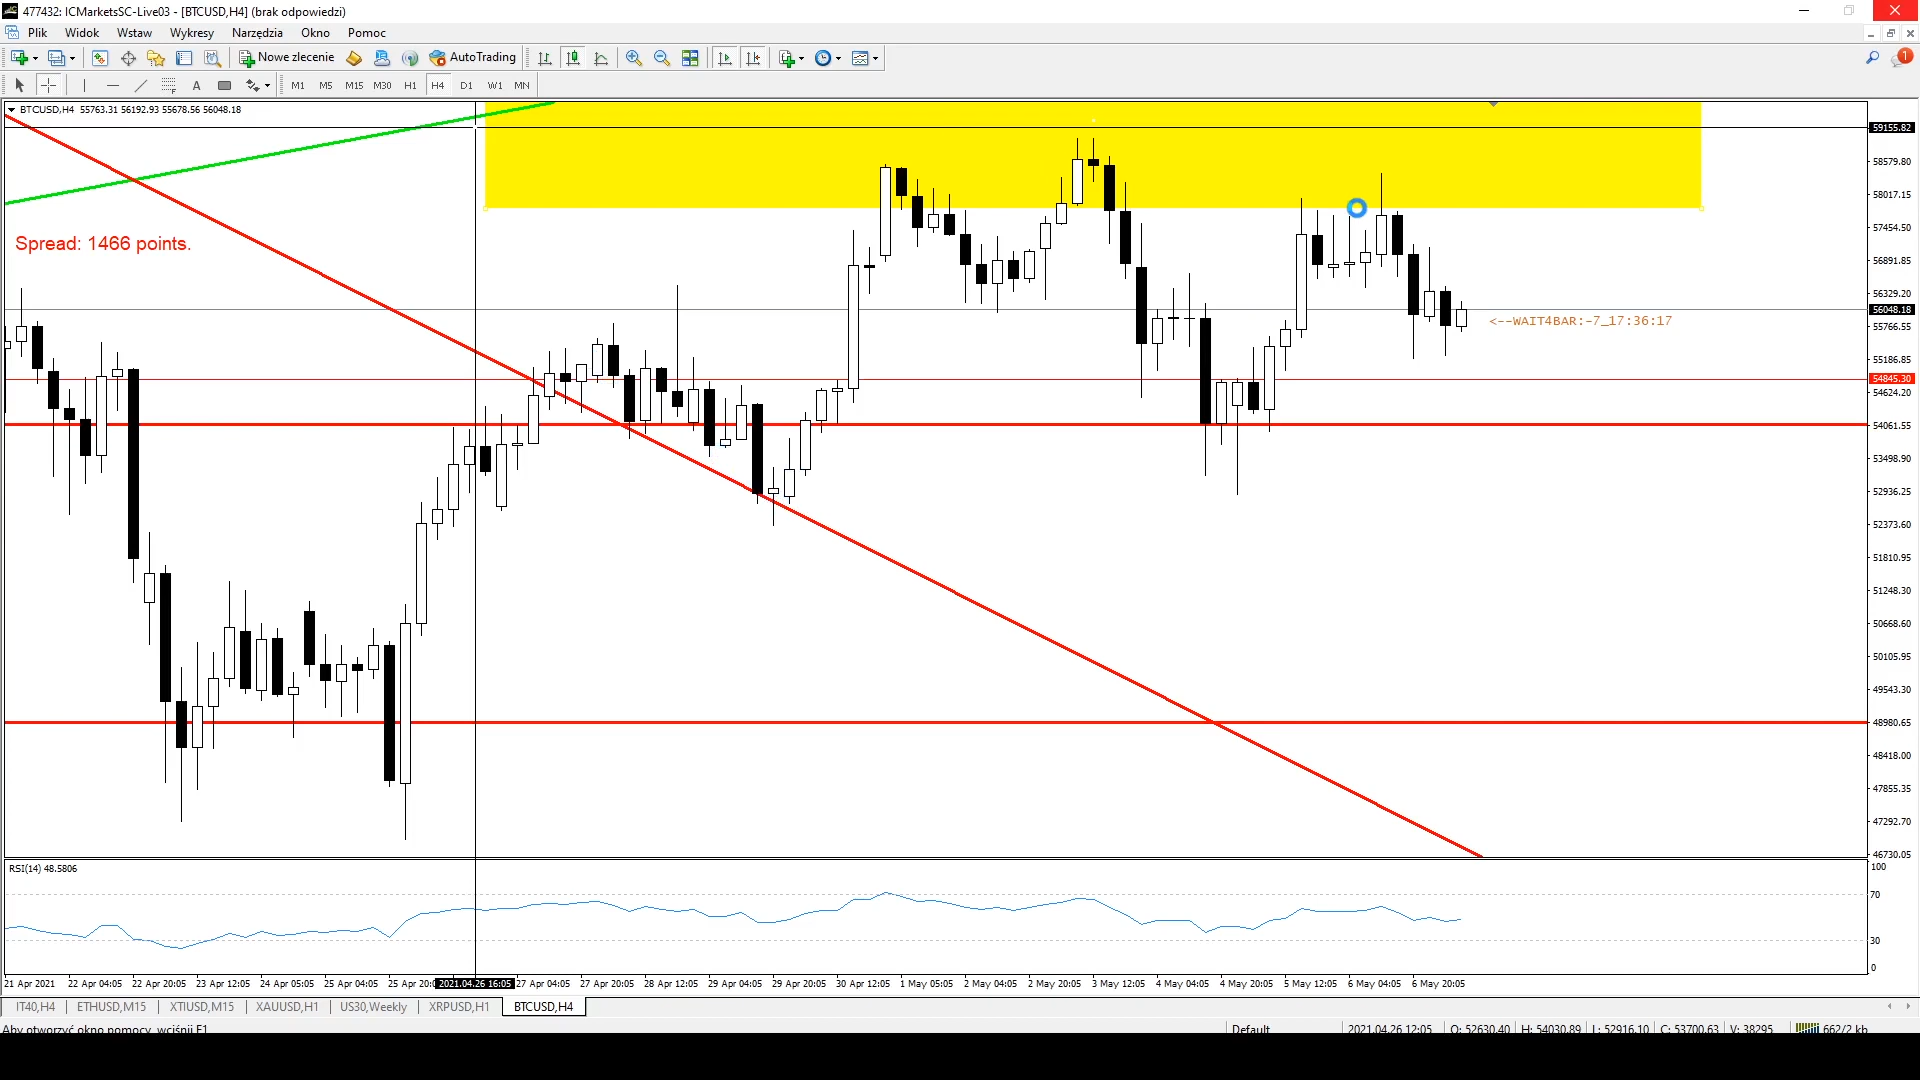 477432: ICMarketsSC-Live03 - [BTCUSD,H4] (brak odpowiedzi)
Plik Widok Wstaw Wykresy Narzędzia Okno Pomoc
Nowe zlecenie AutoTrading 1
A M1 M5 M15 M30 H1 H4 D1 W1 MN
BTCUSD,H4 55763.31 56192.93 55678.56 56048.18
59155.82
58579.80
58017.15
57454.50
Spread: 1466 points.
56891.85
56329.20
56048.18
<--WAIT4BAR:-7_17:36:17
55766.55
55186.85
54845.30
54624.20
54061.55
53498.90
52936.25
52373.60
51810.95
51248.30
50668.60
50105.95
49543.30
48980.65
48418.00
47855.35
47292.70
46730.05
RSI(14) 48.5806
100
70
30
0
21 Apr 2021 22 Apr 04:05 22 Apr 20:05 23 Apr 12:05 24 Apr 05:05 25 Apr 04:05 25 Apr 20:0 2021.04.26 16:05 27 Apr 04:05 27 Apr 20:05 28 Apr 12:05 29 Apr 04:05 29 Apr 20:05 30 Apr 12:05 1 May 05:05 2 May 04:05 2 May 20:05 3 May 12:05 4 May 04:05 4 May 20:05 5 May 12:05 6 May 04:05 6 May 20:05
IT40,H4 ETHUSD,M15 XTIUSD,M15 XAUUSD,H1 US30,Weekly XRPUSD,H1 BTCUSD,H4
Aby otworzyć okno pomocy, wciśnij F1 Default 2021.04.26 12:05 O: 52630.40 H: 54030.89 L: 52916.10 C: 53700.63 V: 38295 662/2 kb